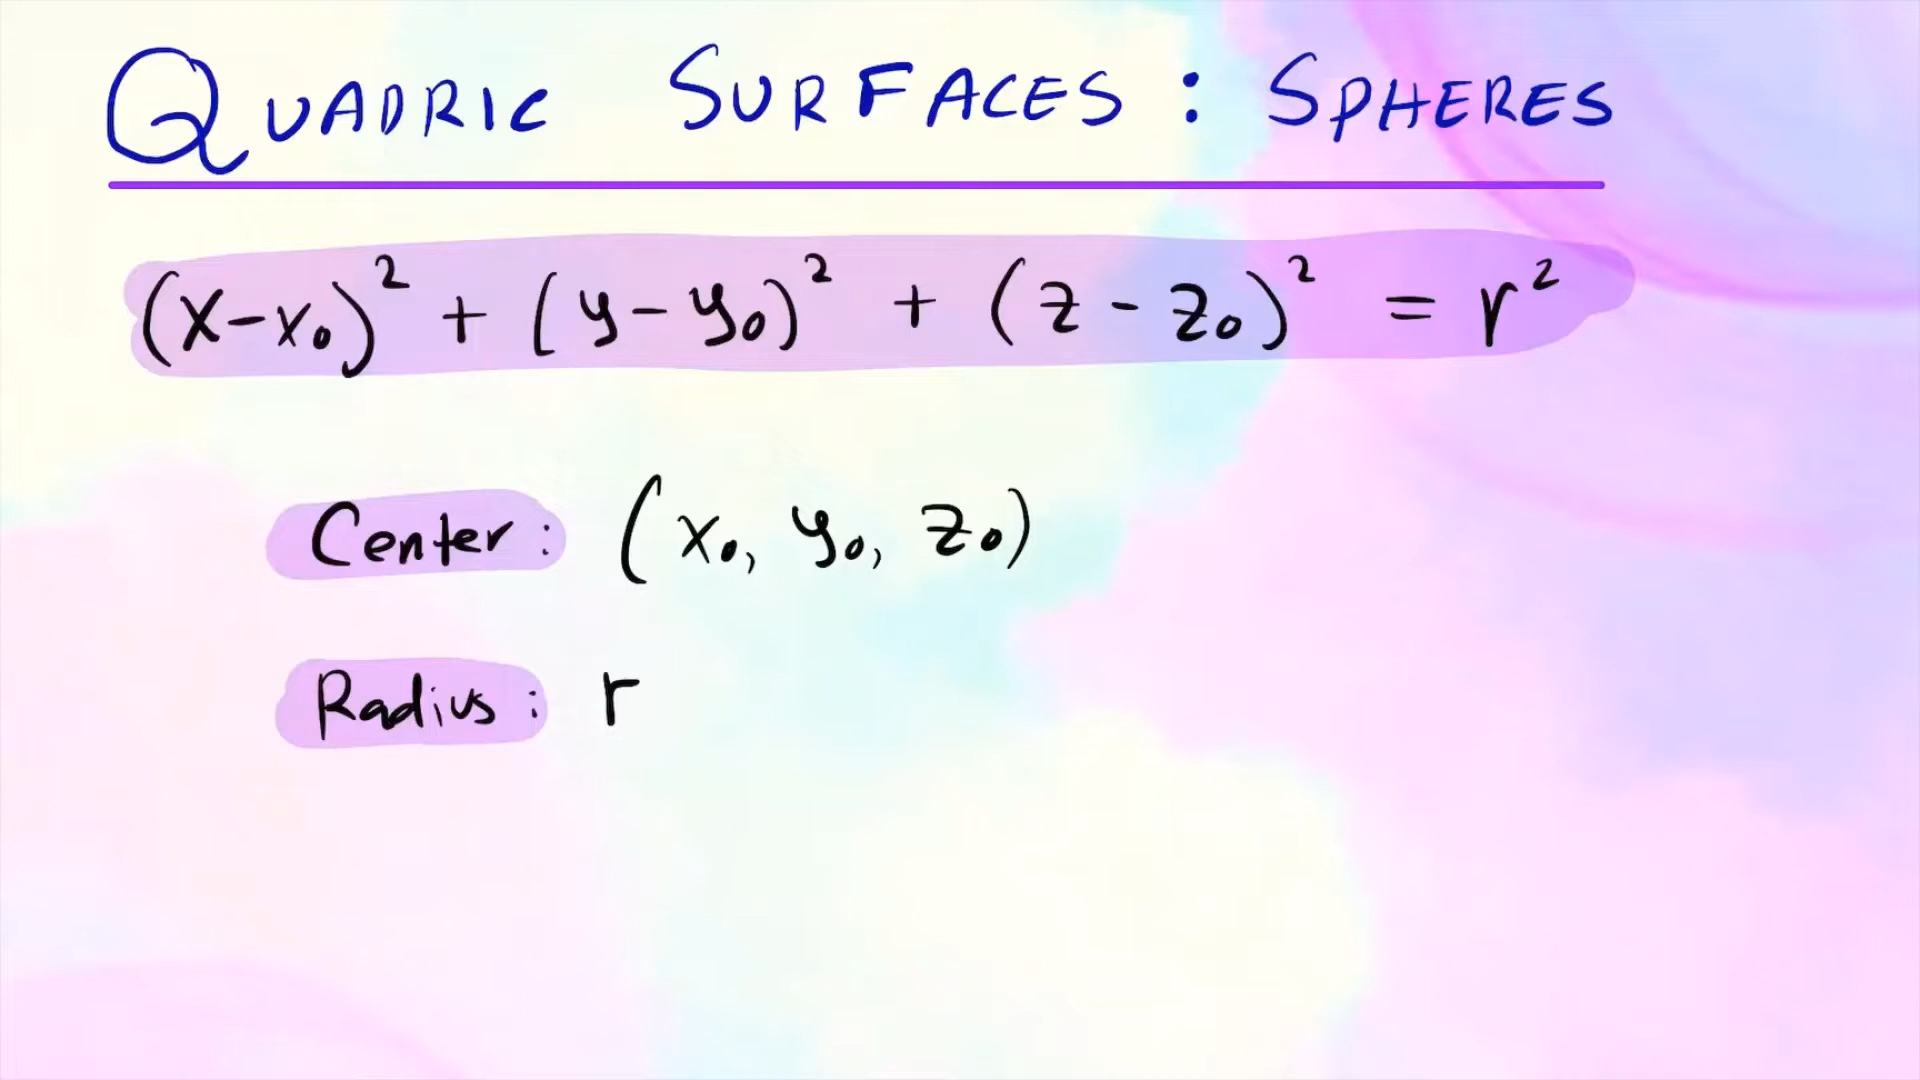 QUADRIC SURFACES: SPHERES
(x-x₀)² + (y-y₀)² + (z-z₀)² = r²
Center: (x₀, y₀, z₀)
Radius: r